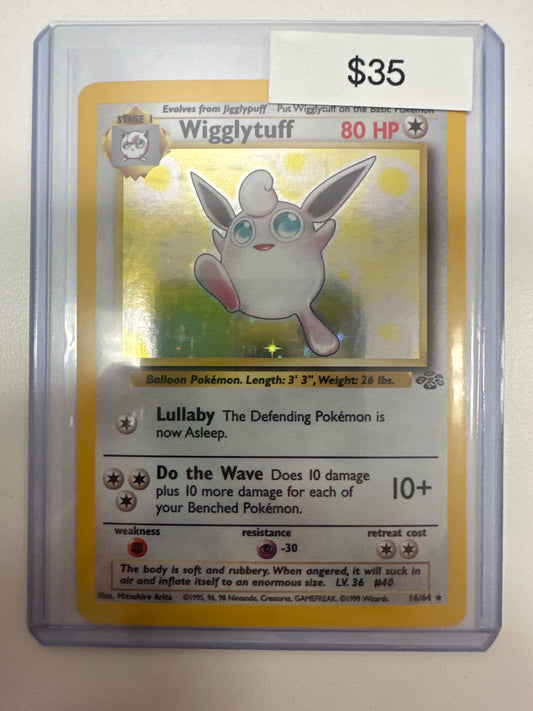 $35
Evolves from Jigglypuff Put Wigglytuff on the Basic Pokémon
STAGE 1
Wigglytuff 80 HP
Balloon Pokémon. Length: 3' 3", Weight: 26 lbs.
Lullaby The Defending Pokémon is
now Asleep.
Do the Wave Does 10 damage
plus 10 more damage for each of
your Benched Pokémon.
10+
weakness resistance retreat cost
-30
The body is soft and rubbery. When angered, it will suck in
air and inflate itself to an enormous size. LV. 36 #40
Illus. Mitsuhiro Arita ©1995, 96, 98 Nintendo, Creatures, GAMEFREAK. ©1999 Wizards. 16/64 ★